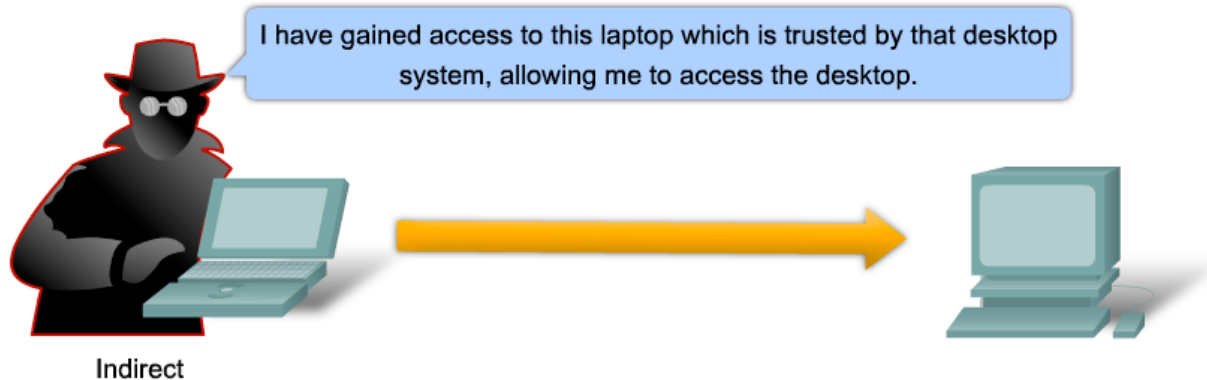 I have gained access to this laptop which is trusted by that desktop
system, allowing me to access the desktop.
Indirect